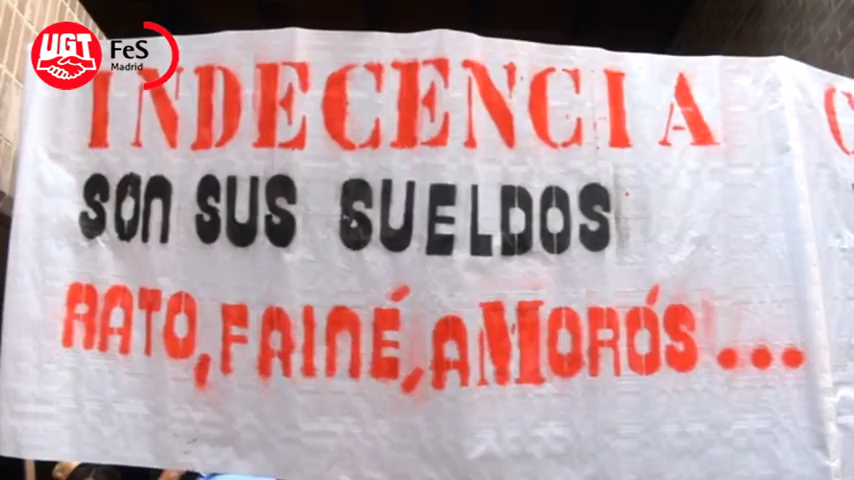 UGT
FeS
Madrid
INDECENCIA
SON SUS SUELDOS
RATO, FAINÉ, AMORÓS...
C